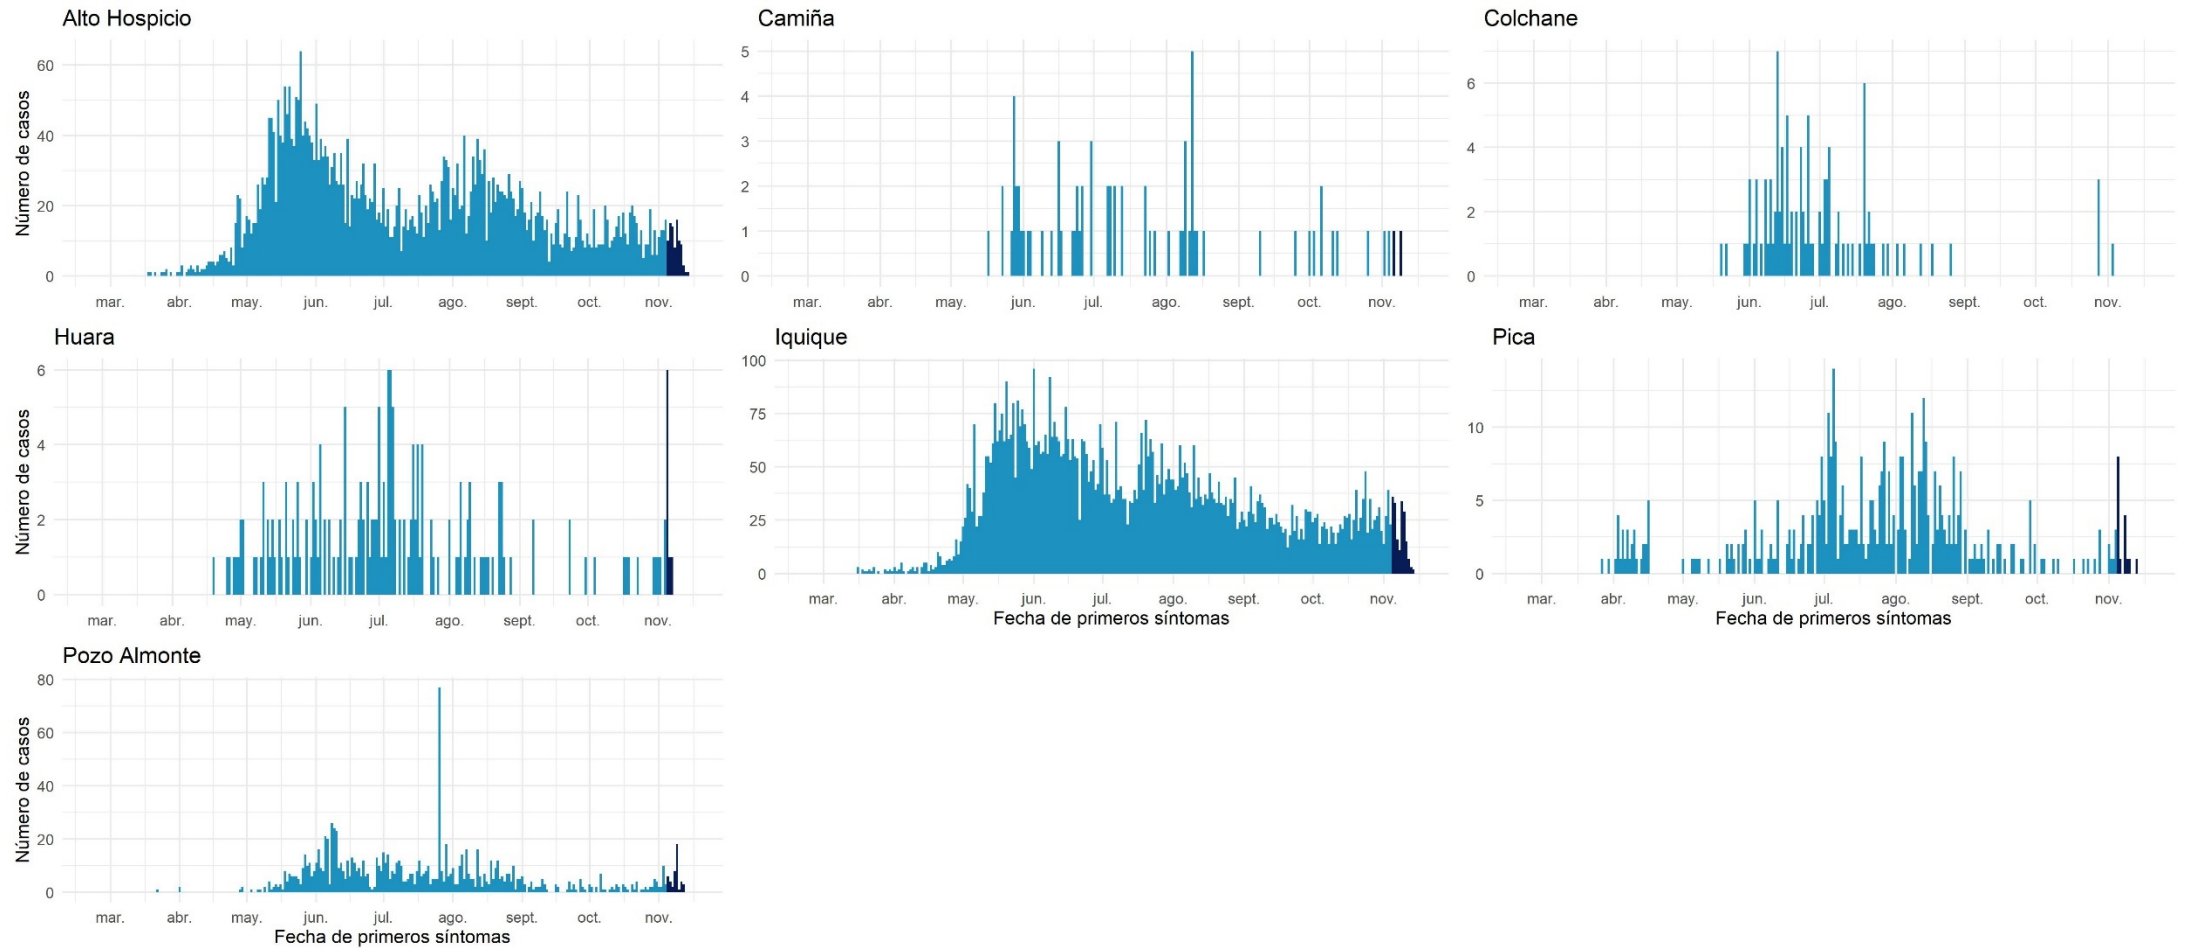 Alto Hospicio
Número de casos
60
40
20
0
mar. abr. may. jun. jul. ago. sept. oct. nov.
Camiña
5
4
3
2
1
0
mar. abr. may. jun. jul. ago. sept. oct. nov.
Colchane
6
4
2
0
mar. abr. may. jun. jul. ago. sept. oct. nov.
Huara
Número de casos
6
4
2
0
mar. abr. may. jun. jul. ago. sept. oct. nov.
Iquique
100
75
50
25
0
mar. abr. may. jun. jul. ago. sept. oct. nov.
Fecha de primeros síntomas
Pica
10
5
0
mar. abr. may. jun. jul. ago. sept. oct. nov.
Fecha de primeros síntomas
Pozo Almonte
Número de casos
80
60
40
20
0
mar. abr. may. jun. jul. ago. sept. oct. nov.
Fecha de primeros síntomas